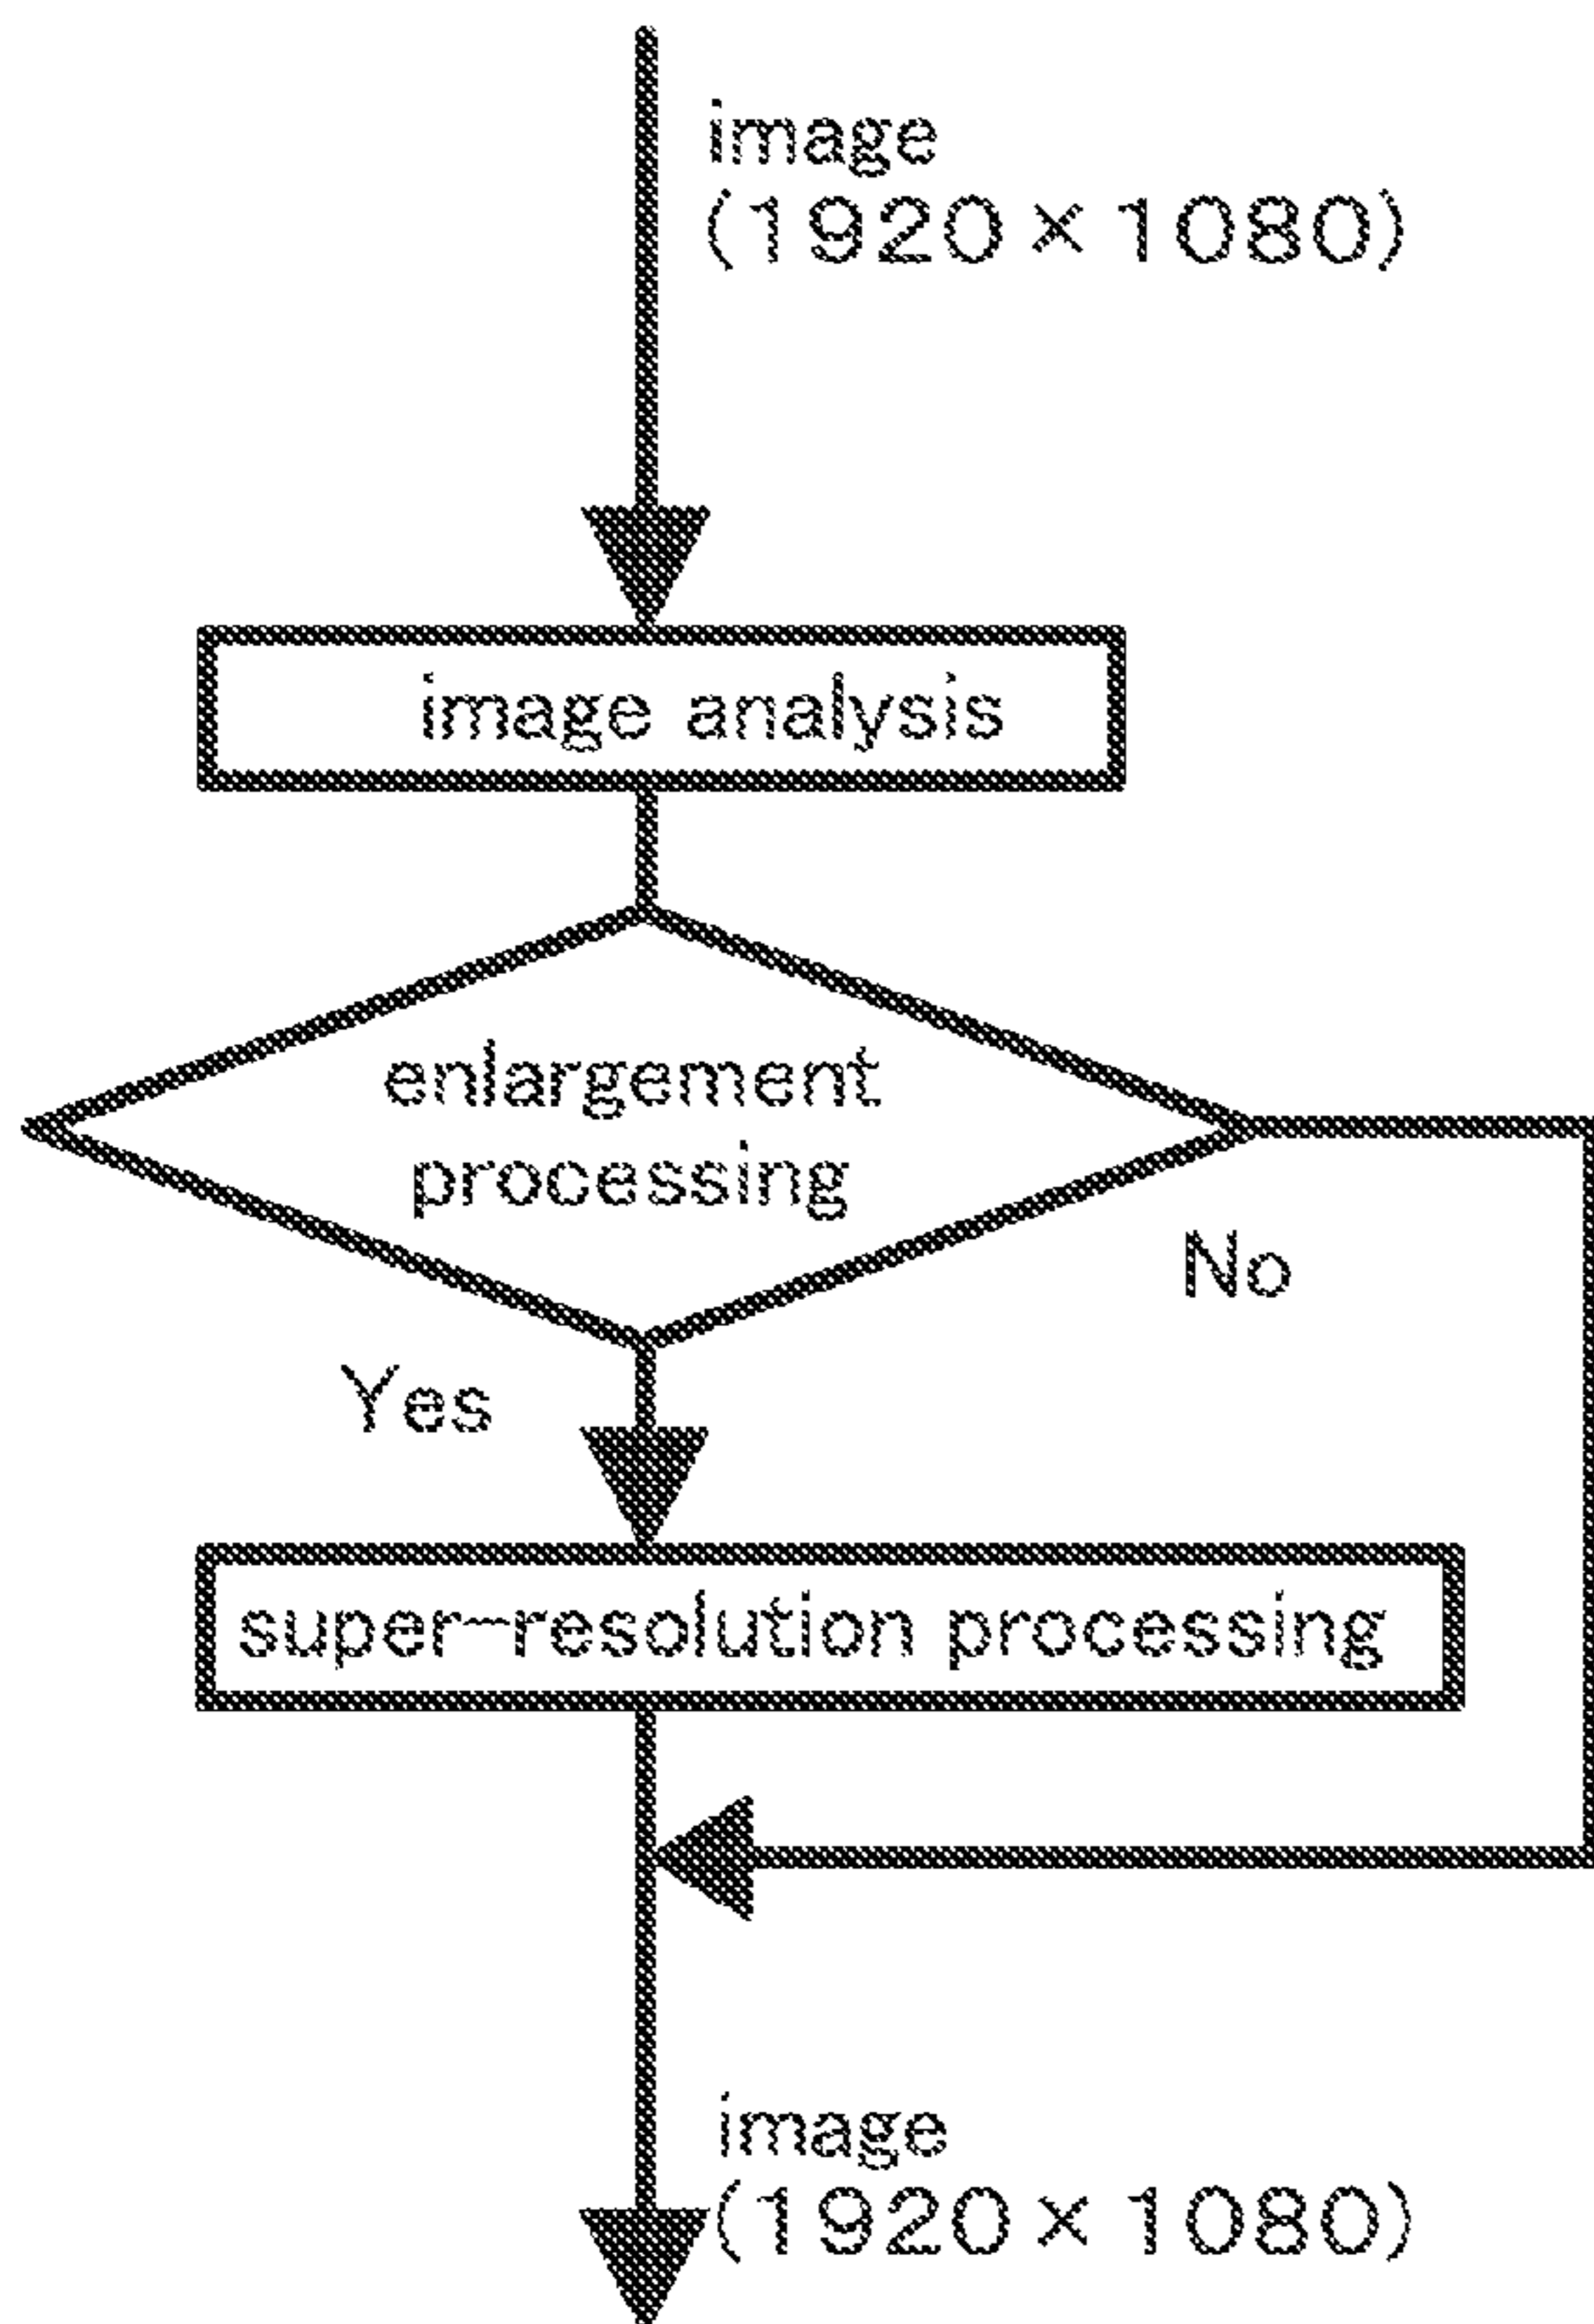 image
(1920×1080)
image analysis
enlargement
processing
No
Yes
super-resolution processing
image
(1920×1080)